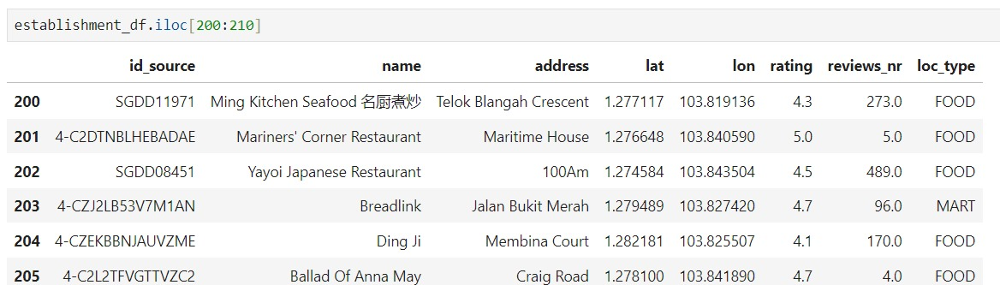 establishment_df.iloc[200:210]
id_source name address lat lon rating reviews_nr loc_type
200 SGDD11971 Ming Kitchen Seafood 名厨煮炒 Telok Blangah Crescent 1.277117 103.819136 4.3 273.0 FOOD
201 4-C2DTNBLHEBADAE Mariners' Corner Restaurant Maritime House 1.276648 103.840590 5.0 5.0 FOOD
202 SGDD08451 Yayoi Japanese Restaurant 100Am 1.274584 103.843504 4.5 489.0 FOOD
203 4-CZJ2LB53V7M1AN Breadlink Jalan Bukit Merah 1.279489 103.827420 4.7 96.0 MART
204 4-CZEKBBNJAUVZME Ding Ji Membina Court 1.282181 103.825507 4.1 170.0 FOOD
205 4-C2L2TFVGTTVZC2 Ballad Of Anna May Craig Road 1.278100 103.841890 4.7 4.0 FOOD